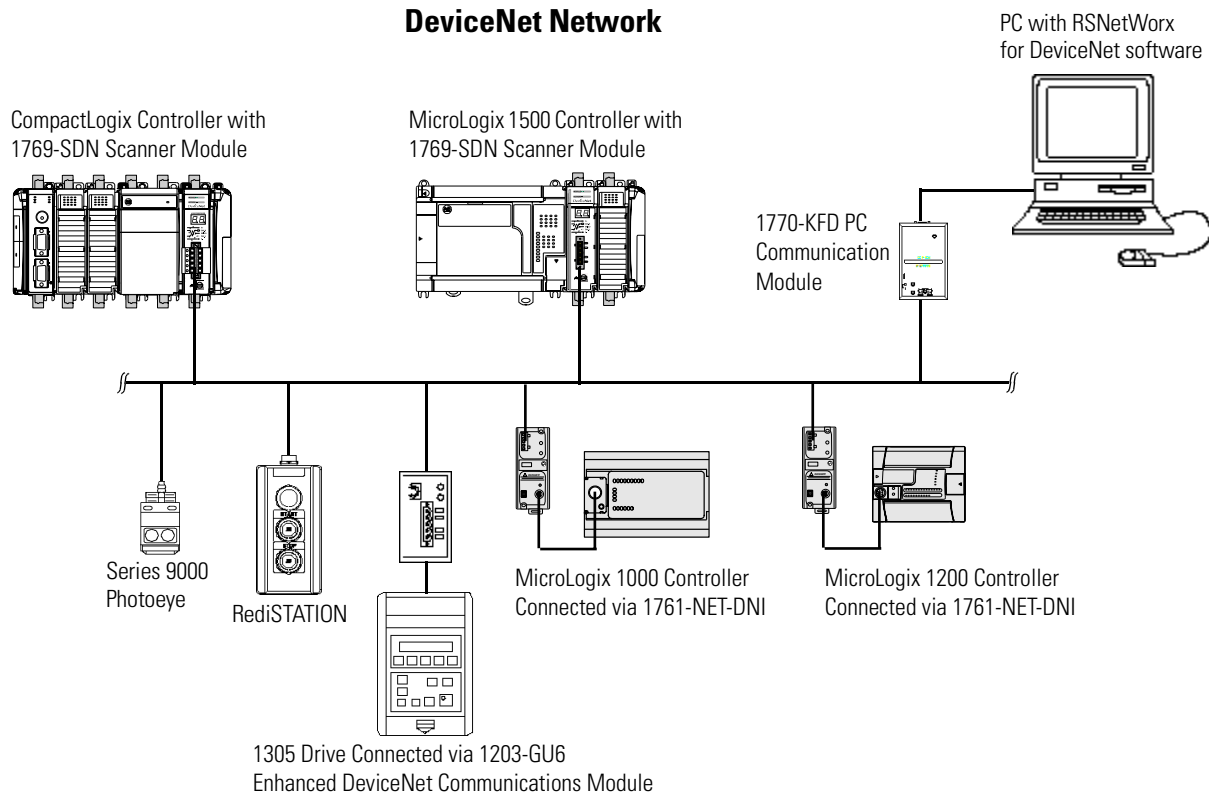 DeviceNet Network
PC with RSNetWorx
for DeviceNet software
CompactLogix Controller with
1769-SDN Scanner Module
MicroLogix 1500 Controller with
1769-SDN Scanner Module
1770-KFD PC
Communication
Module
Series 9000
Photoeye
START
RediSTATION
MicroLogix 1000 Controller
Connected via 1761-NET-DNI
MicroLogix 1200 Controller
Connected via 1761-NET-DNI
1305 Drive Connected via 1203-GU6
Enhanced DeviceNet Communications Module